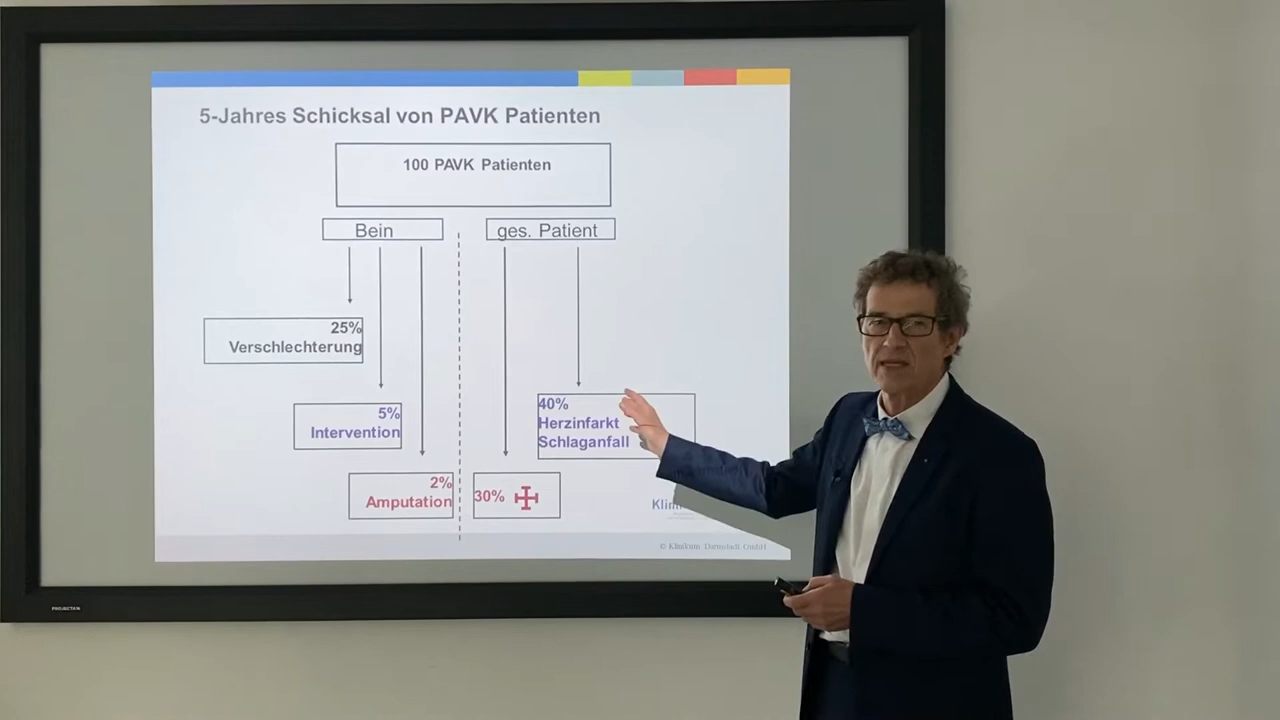 5-Jahres Schicksal von PAVK Patienten
100 PAVK Patienten
Bein
ges. Patient
25%
Verschlechterung
5%
Intervention
40%
Herzinfarkt
Schlaganfall
2%
Amputation
30%
© Klinikum Darmstadt GmbH
PROJECTA